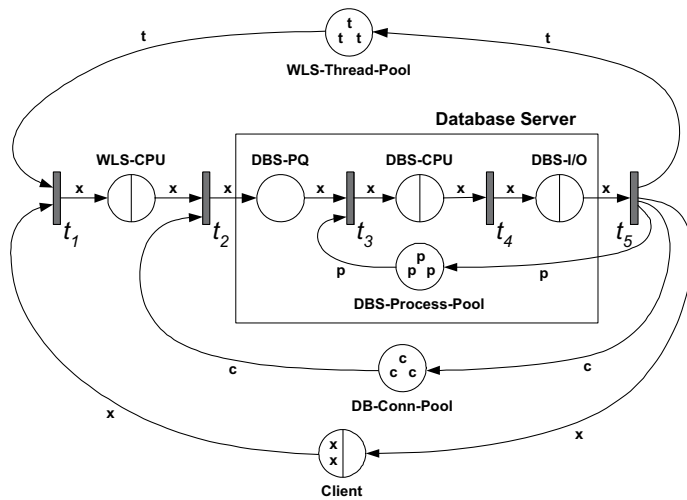 t
t t
t
t
WLS-Thread-Pool
Database Server
WLS-CPU
DBS-PQ
DBS-CPU
DBS-I/O
x
x
x
x
x
x
x
x
t1
t2
t3
t4
t5
p
p p
p
p
DBS-Process-Pool
c
c c
c
c
DB-Conn-Pool
x
x
x
x
Client